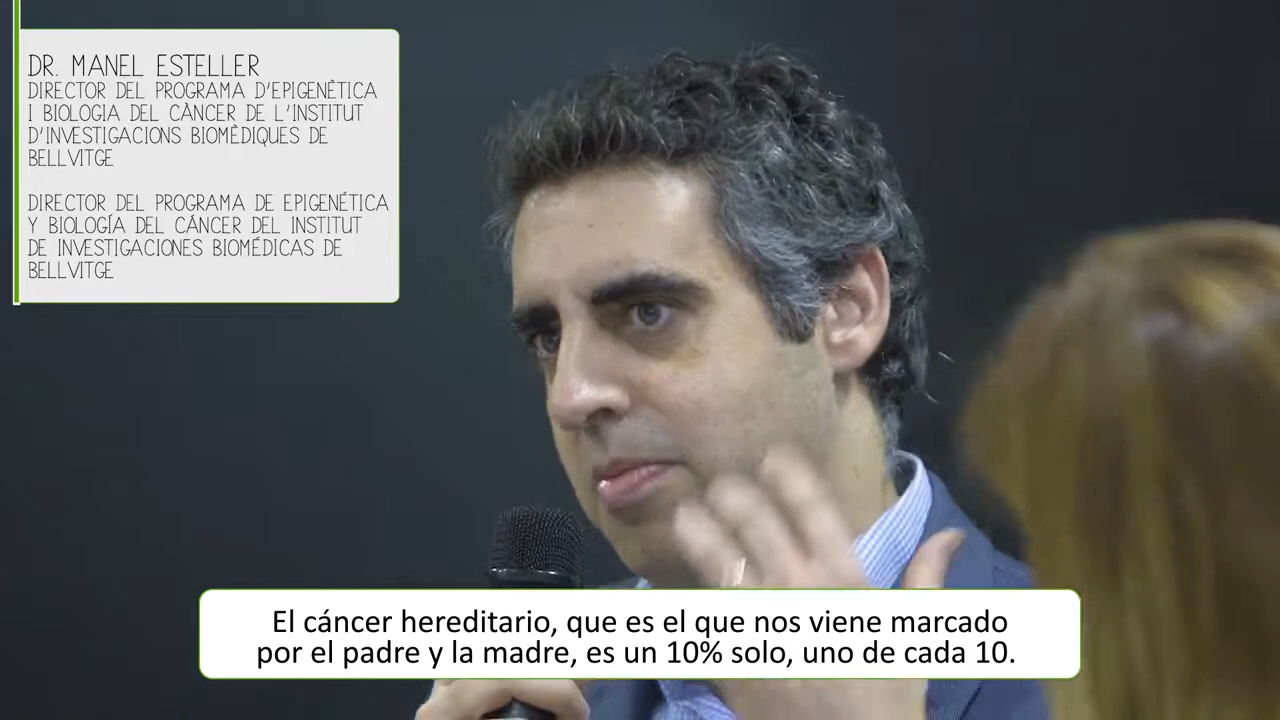 DR. MANEL ESTELLER
DIRECTOR DEL PROGRAMA D'EPIGENÈTICA
I BIOLOGIA DEL CÀNCER DE L'INSTITUT
D'INVESTIGACIONS BIOMÈDIQUES DE
BELLVITGE
DIRECTOR DEL PROGRAMA DE EPIGENÉTICA
Y BIOLOGÍA DEL CÁNCER DEL INSTITUT
DE INVESTIGACIONES BIOMÉDICAS DE
BELLVITGE
El cáncer hereditario, que es el que nos viene marcado
por el padre y la madre, es un 10% solo, uno de cada 10.